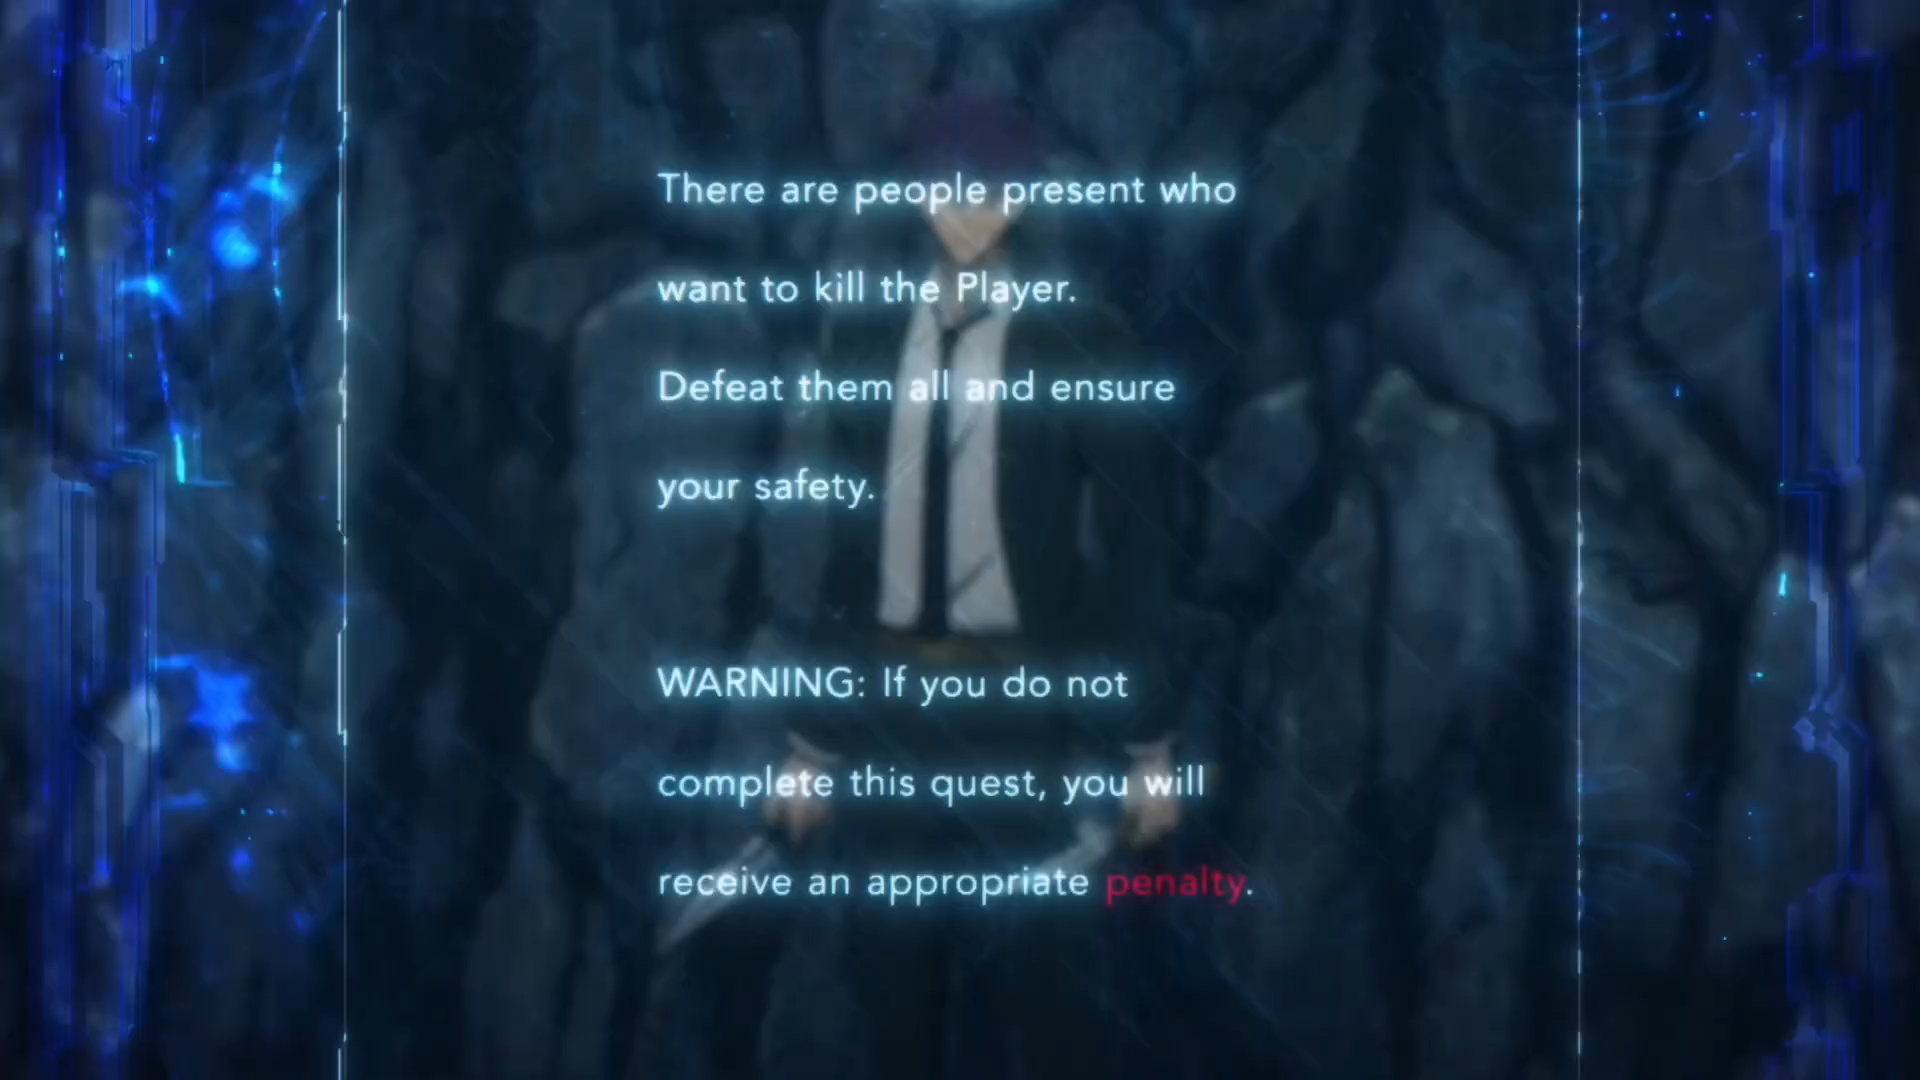 There are people present who
want to kill the Player.
Defeat them all and ensure
your safety.
WARNING: If you do not
complete this quest, you will
receive an appropriate penalty.